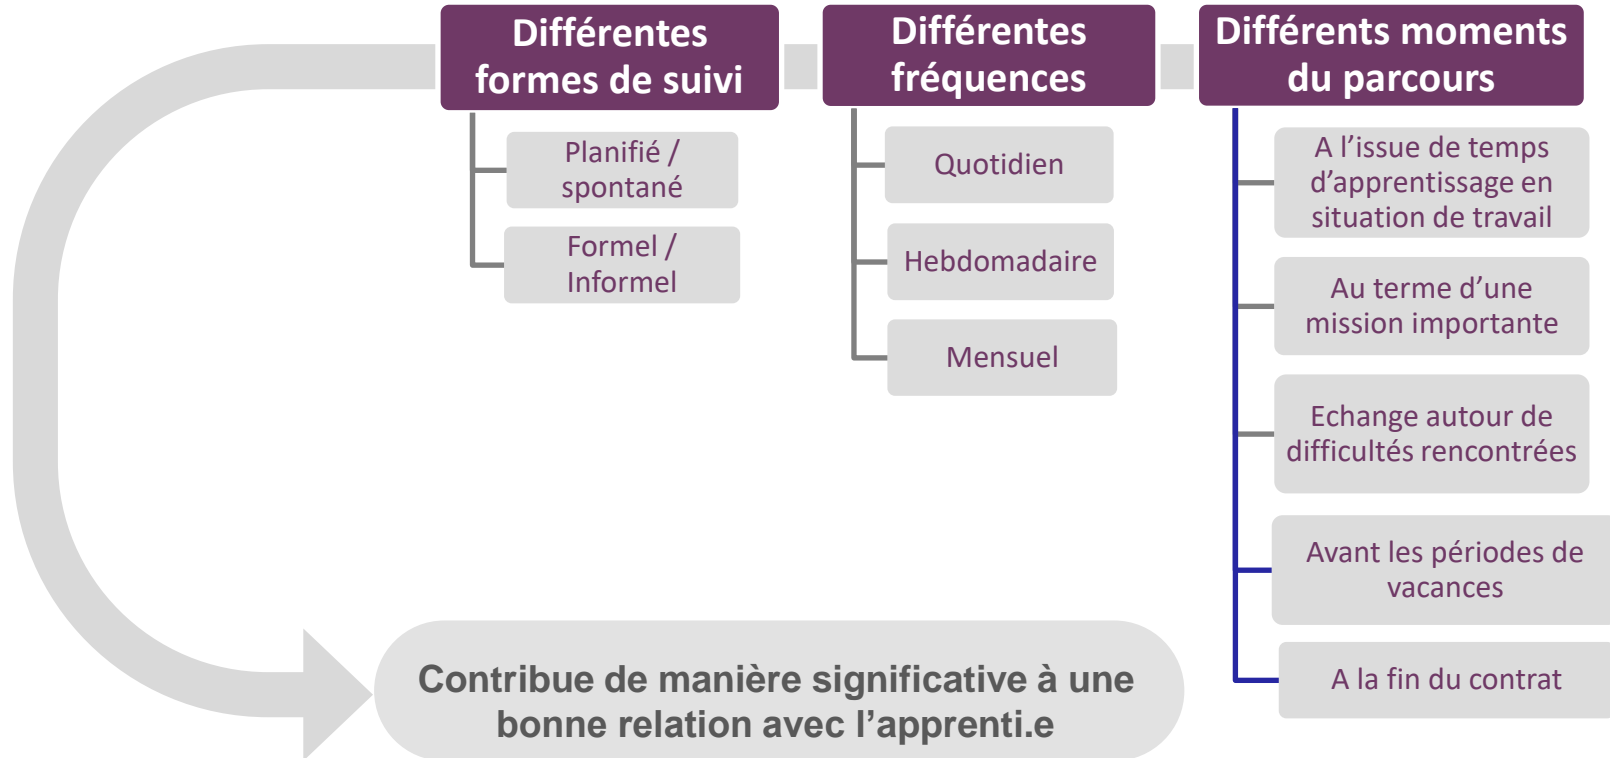 Différentes
formes de suivi
Planifié /
spontané
Formel /
Informel
Différentes
fréquences
Quotidien
Hebdomadaire
Mensuel
Différents moments
du parcours
A l’issue de temps
d’apprentissage en
situation de travail
Au terme d’une
mission importante
Echange autour de
difficultés rencontrées
Avant les périodes de
vacances
A la fin du contrat
Contribue de manière significative à une
bonne relation avec l’apprenti.e